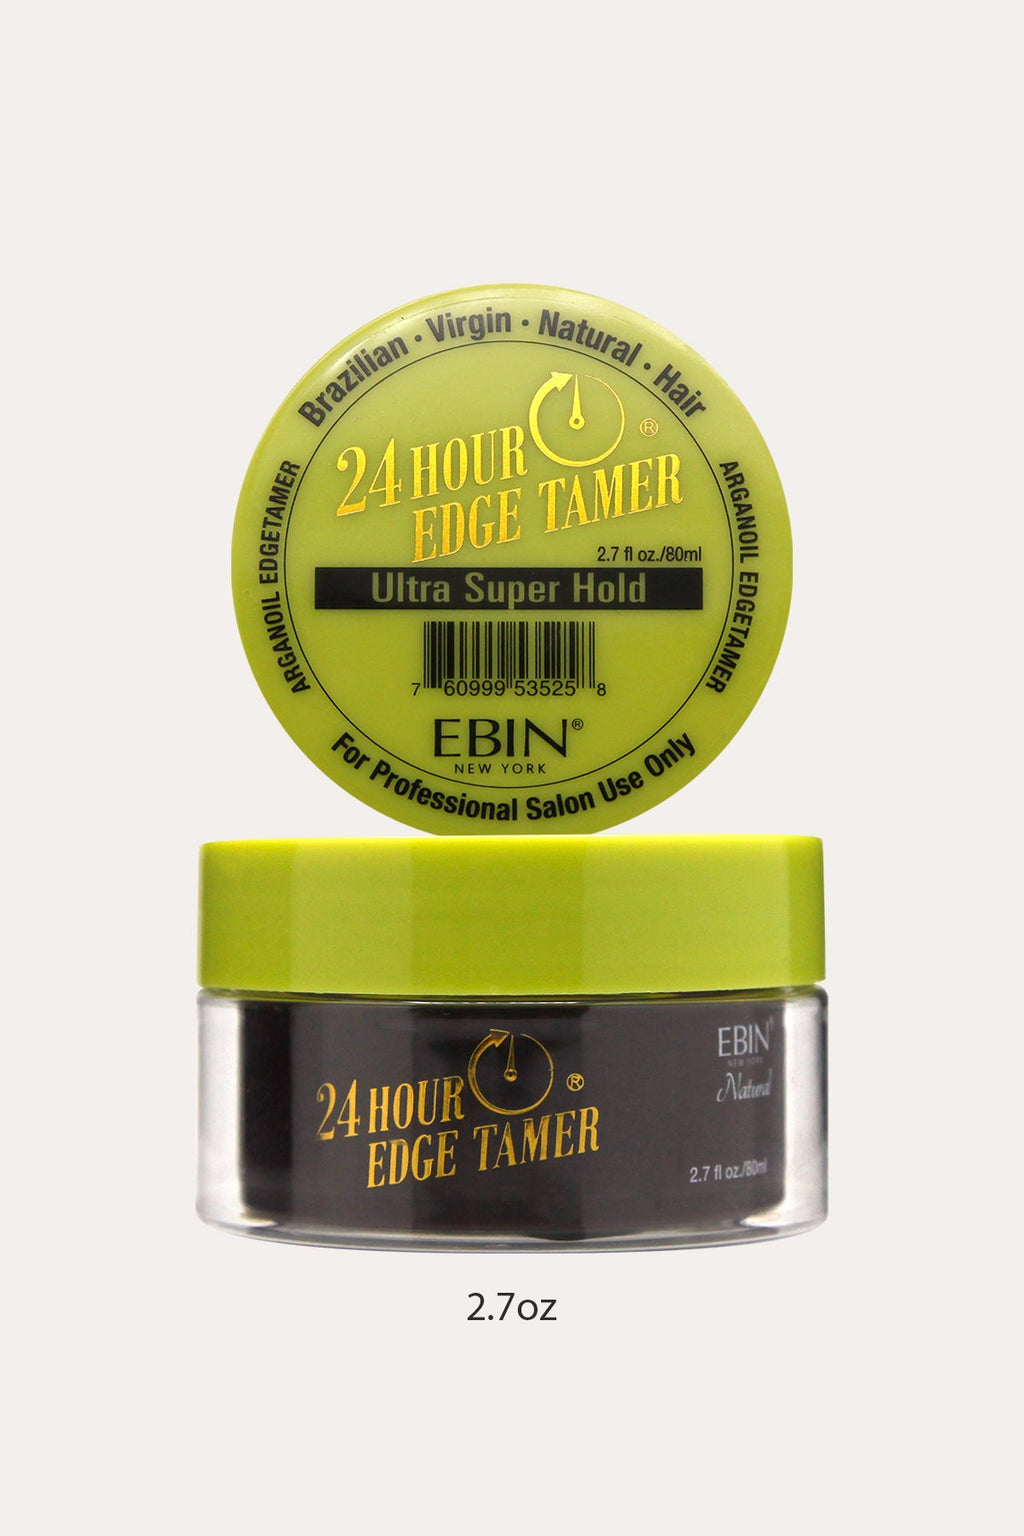 Brazilian · Virgin · Natural · Hair
ARGANOIL EDGETAMER
ARGANOIL EDGETAMER
24 HOUR
EDGE TAMER
®
2.7 fl oz./80ml
Ultra Super Hold
7 60999 53525 8
EBIN®
NEW YORK
For Professional Salon Use Only
24 HOUR
EDGE TAMER
®
EBIN®
NEW YORK
Natural
2.7 fl oz./80ml
2.7oz